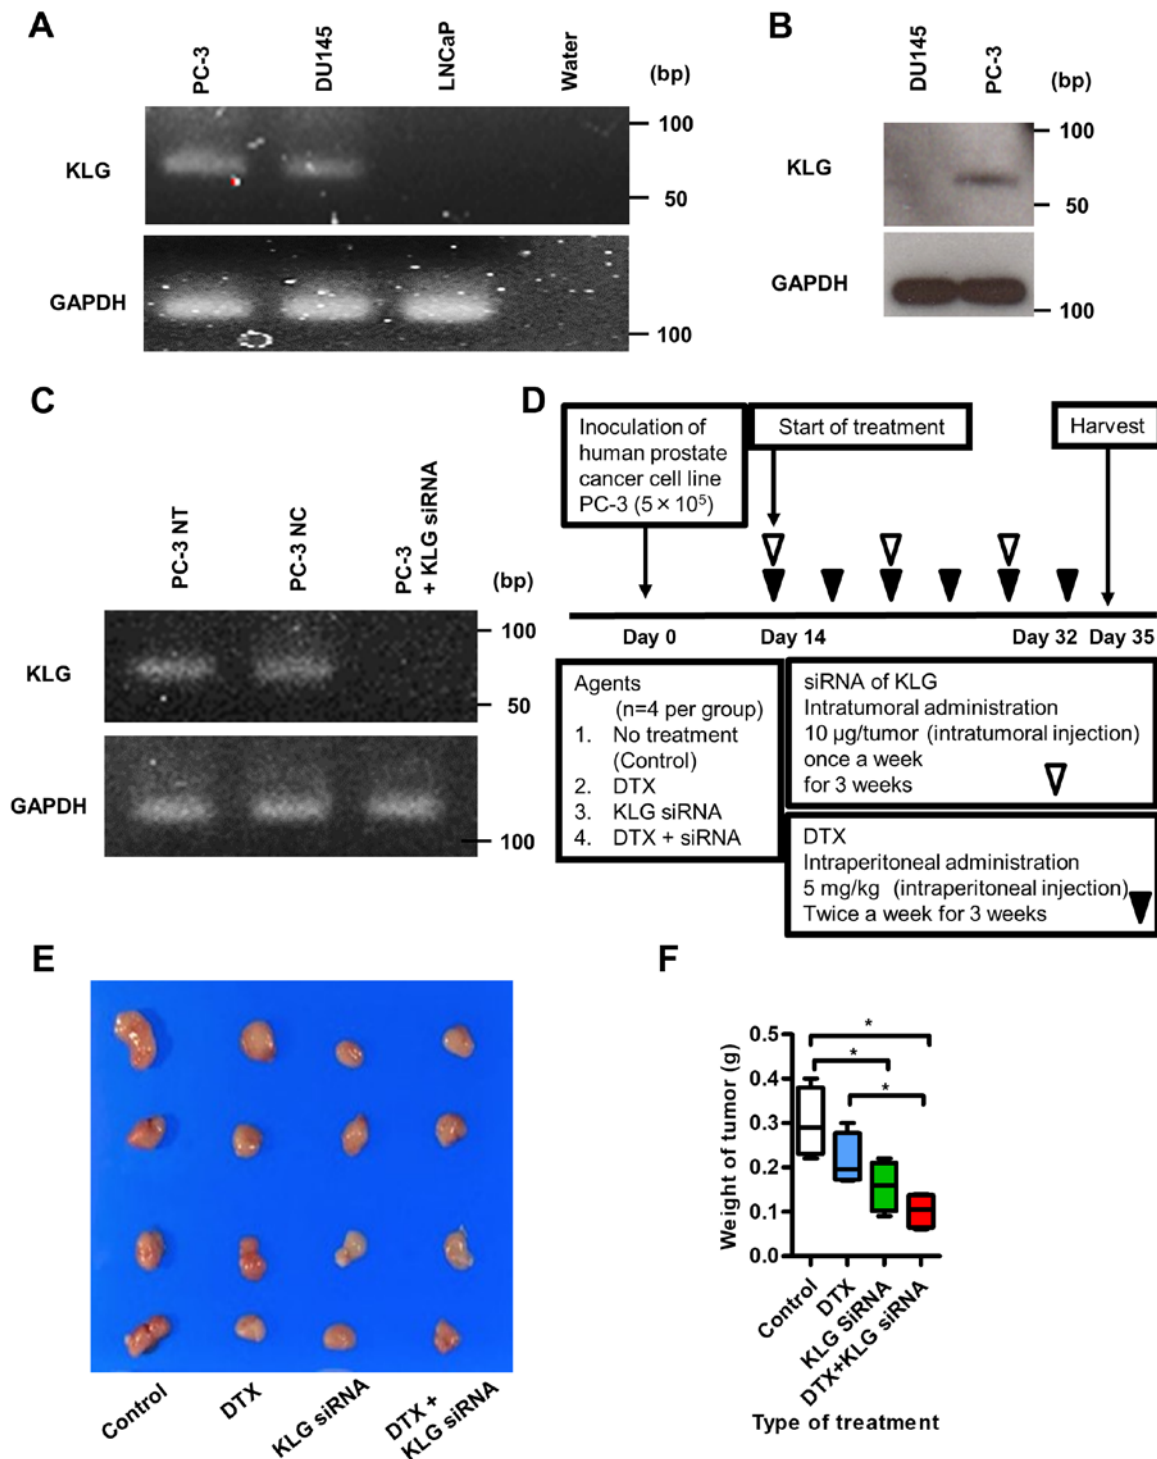 A
PC-3
DU145
LNCaP
Water
(bp)
KLG
100
50
GAPDH
100
B
DU145
PC-3
(bp)
KLG
100
50
GAPDH
100
C
PC-3 NT
PC-3 NC
PC-3
+ KLG siRNA
(bp)
KLG
100
50
GAPDH
100
D
Inoculation of
human prostate
cancer cell line
PC-3 (5 × 10⁵)
Start of treatment
Harvest
Day 0
Day 14
Day 32
Day 35
Agents
(n=4 per group)
1. No treatment
(Control)
2. DTX
3. KLG siRNA
4. DTX + siRNA
siRNA of KLG
Intratumoral administration
10 µg/tumor (intratumoral injection)
once a week
for 3 weeks
DTX
Intraperitoneal administration
5 mg/kg (intraperitoneal injection)
Twice a week for 3 weeks
E
Control
DTX
KLG siRNA
DTX +
KLG siRNA
F
Weight of tumor (g)
0.5
0.4
0.3
0.2
0.1
0.0
*
*
*
Control
DTX
KLG SiRNA
DTX+KLG siRNA
Type of treatment